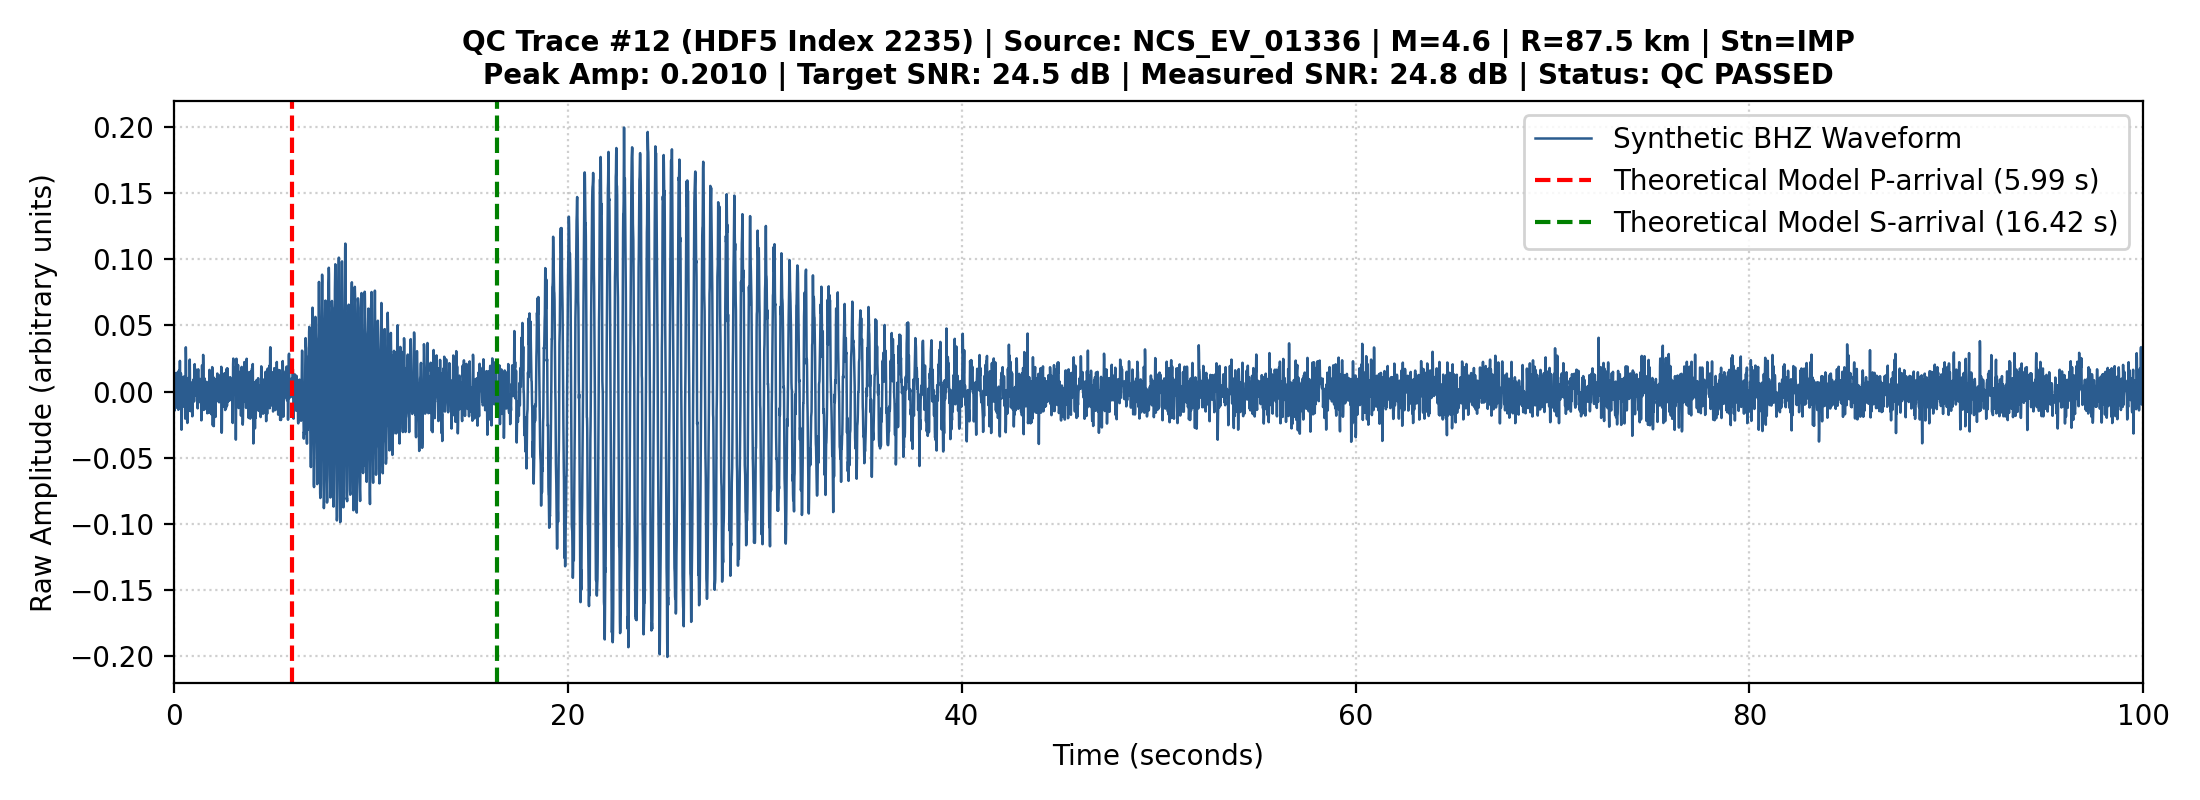 QC Trace #12 (HDF5 Index 2235) | Source: NCS_EV_01336 | M=4.6 | R=87.5 km | Stn=IMP
Peak Amp: 0.2010 | Target SNR: 24.5 dB | Measured SNR: 24.8 dB | Status: QC PASSED
Synthetic BHZ Waveform
Theoretical Model P-arrival (5.99 s)
Theoretical Model S-arrival (16.42 s)
Raw Amplitude (arbitrary units)
0.20
0.15
0.10
0.05
0.00
−0.05
−0.10
−0.15
−0.20
0 20 40 60 80 100
Time (seconds)